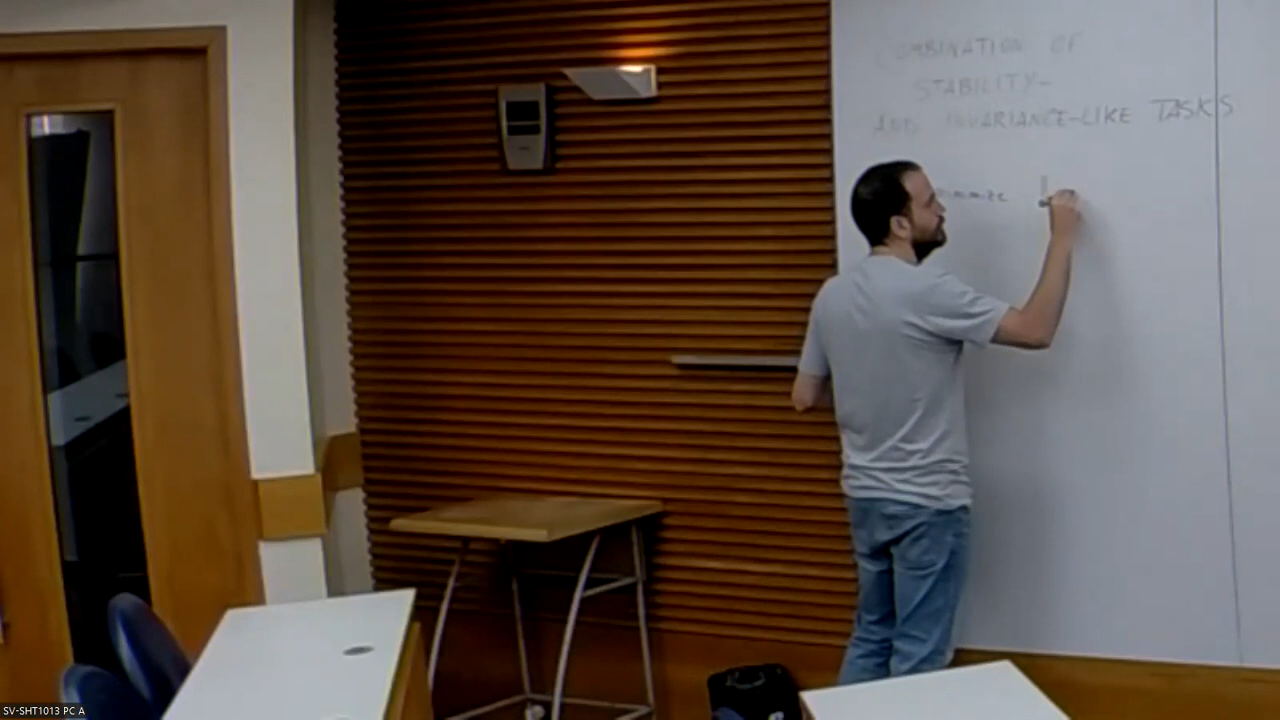 COMBINATION OF
STABILITY-
AND INVARIANCE-LIKE TASKS
SV-SHT1013 PC A